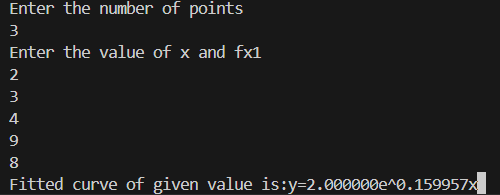 Enter the number of points
3
Enter the value of x and fx1
2
3
4
9
8
Fitted curve of given value is:y=2.000000e^0.159957x